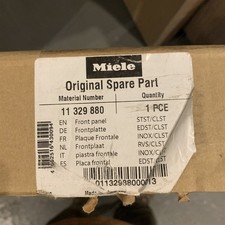 Miele
Original Spare Part
Material Number Quantity
11 329 880 1 PCE
EN Front panel STST/CLST
DE Frontplatte EDST/CLST
FR Plaque Frontale INOX/CLST
NL Frontplaat RVS/CLST
IT piastra frontale INOX/CLST
ES Placa frontal EDST/CLST
01132988000013
Made in